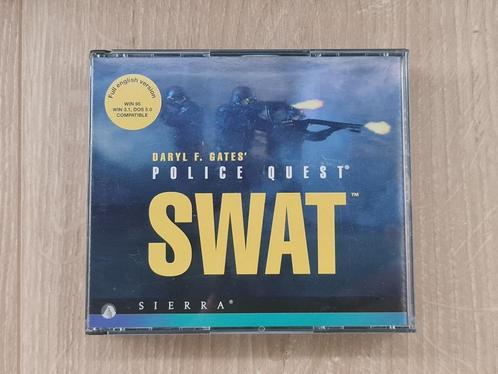 Full english version
WIN 95
WIN 3.1, DOS 5.0
COMPATIBLE
DARYL F. GATES'
POLICE QUEST®
SWAT™
SIERRA®